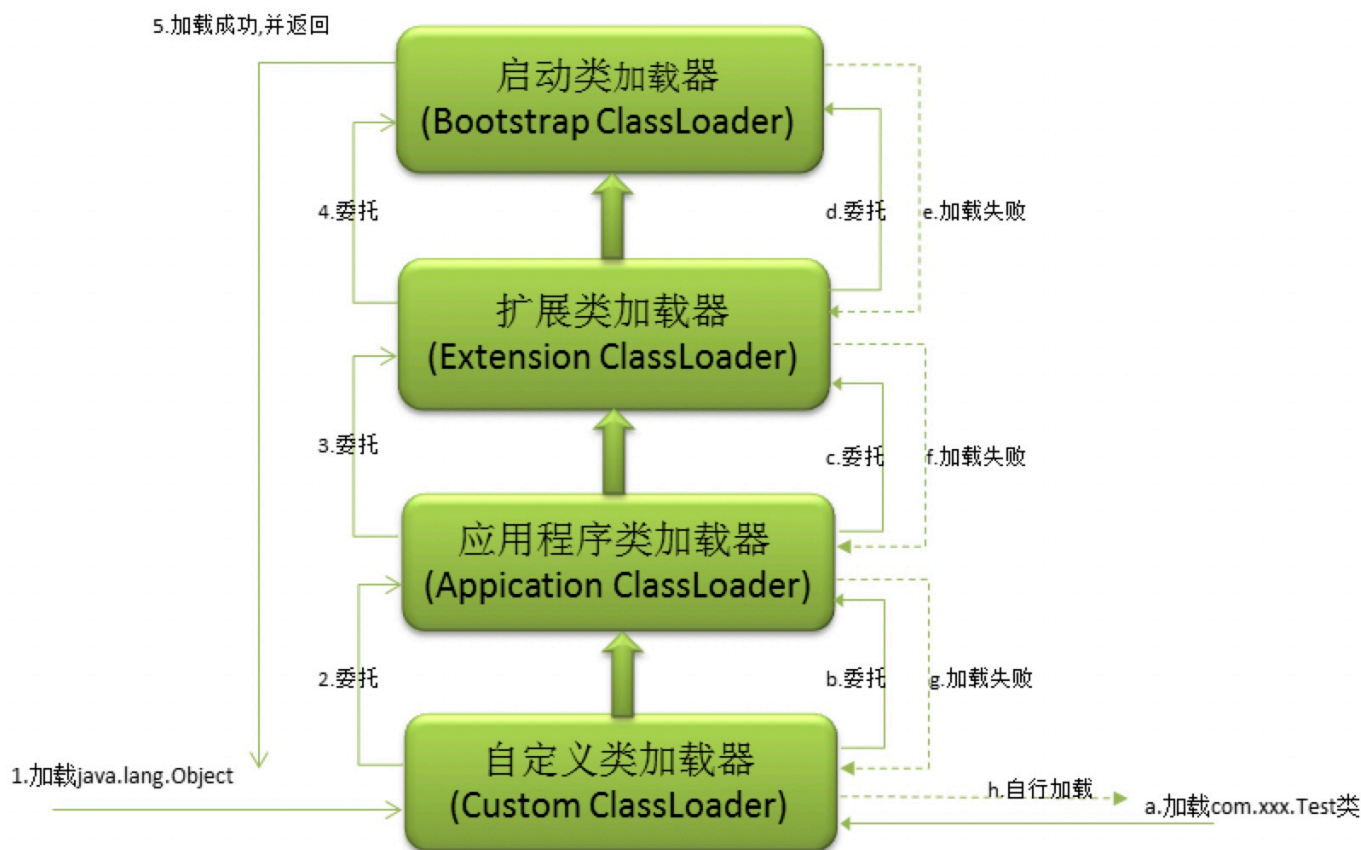 5.加载成功,并返回
启动类加载器
(Bootstrap ClassLoader)
4.委托
d.委托
e.加载失败
扩展类加载器
(Extension ClassLoader)
3.委托
c.委托
f.加载失败
应用程序类加载器
(Appication ClassLoader)
2.委托
b.委托
g.加载失败
自定义类加载器
(Custom ClassLoader)
1.加载java.lang.Object
h.自行加载
a.加载com.xxx.Test类